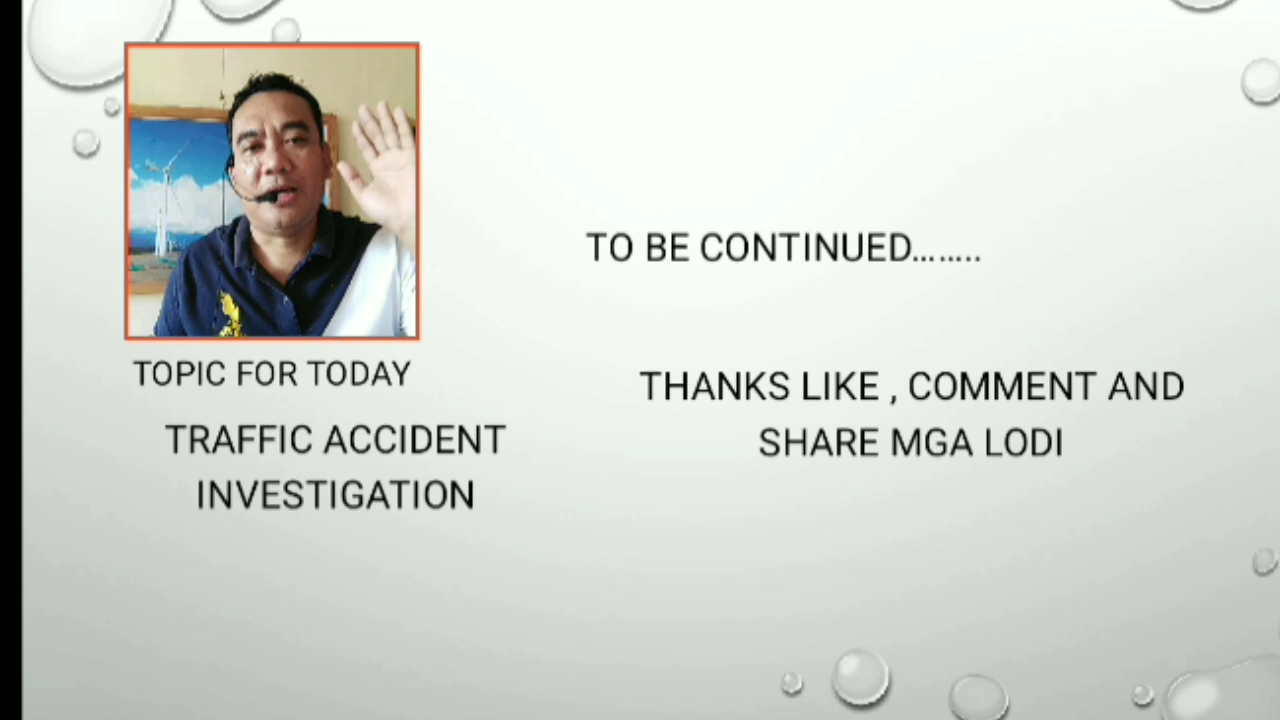 TOPIC FOR TODAY
TRAFFIC ACCIDENT
INVESTIGATION
TO BE CONTINUED……..
THANKS LIKE , COMMENT AND
SHARE MGA LODI